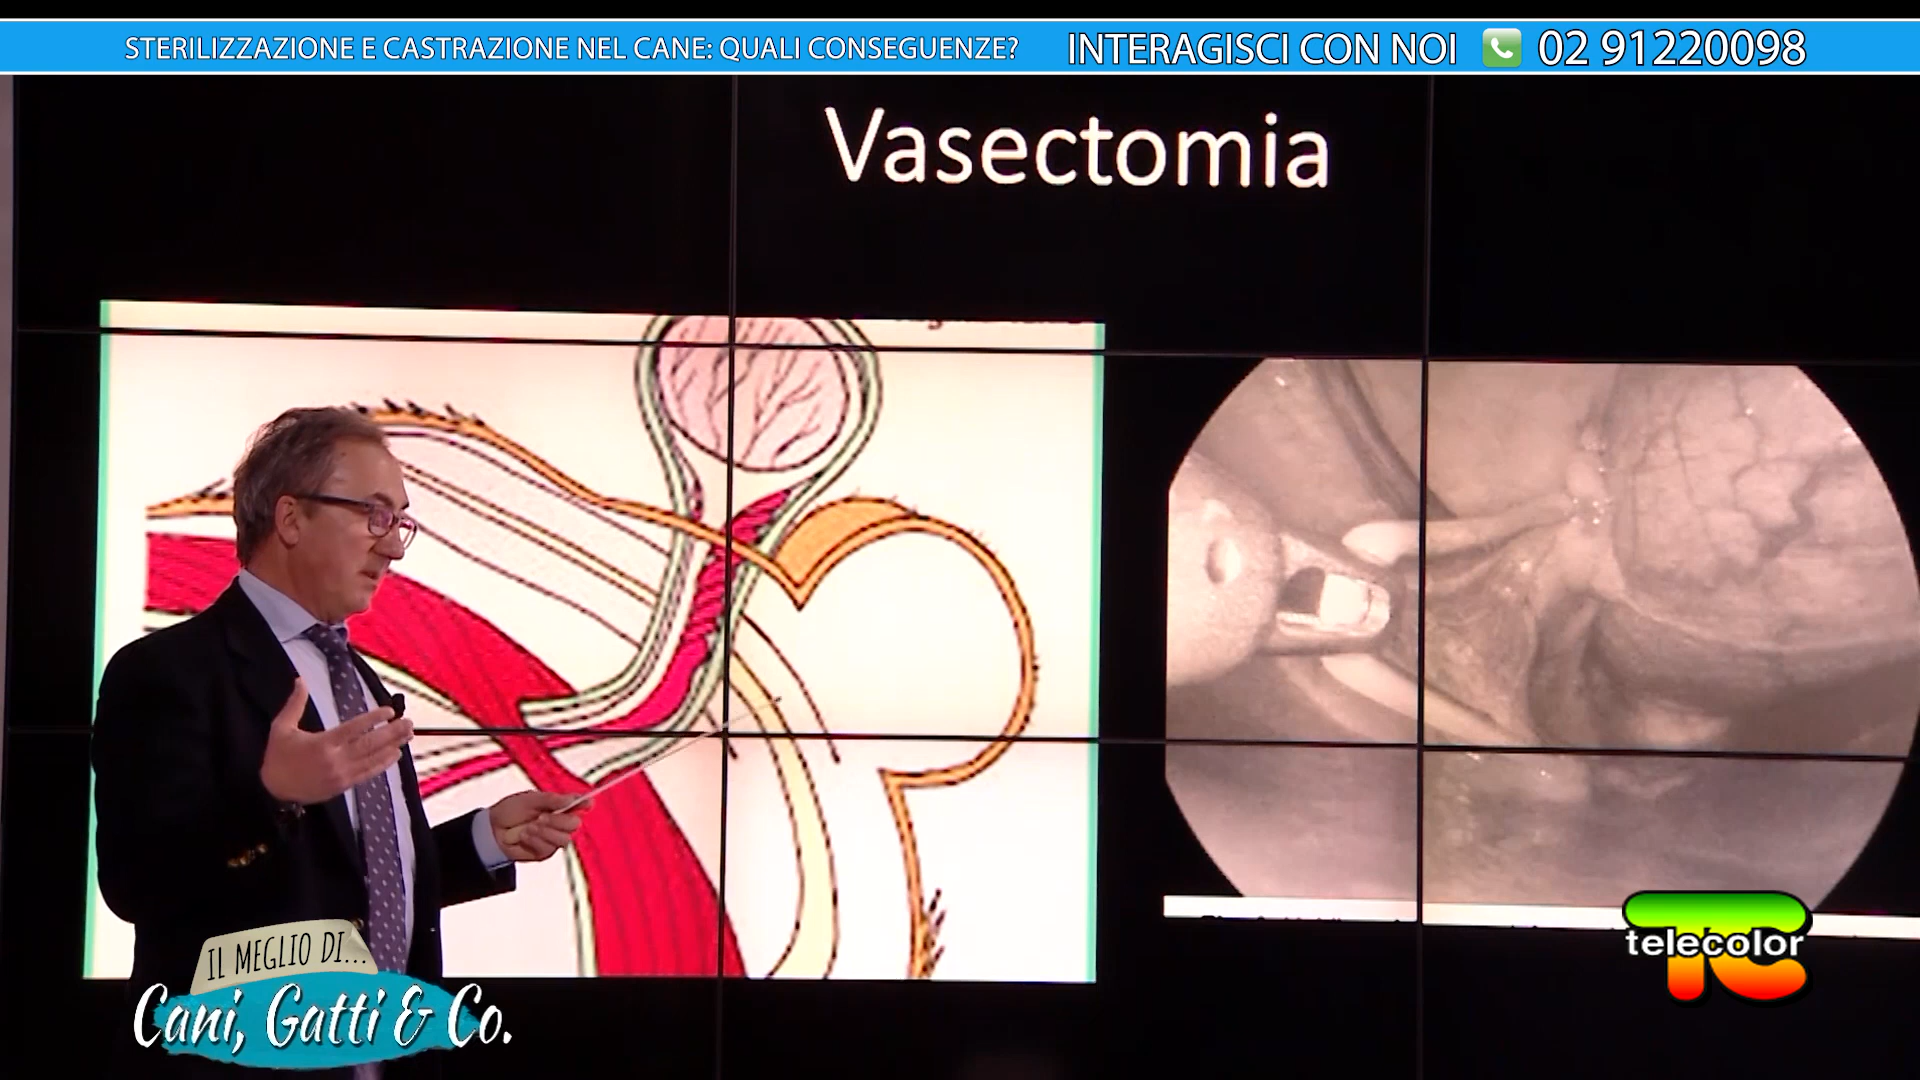 STERILIZZAZIONE E CASTRAZIONE NEL CANE: QUALI CONSEGUENZE?
INTERAGISCI CON NOI
02 91220098
Vasectomia
IL MEGLIO DI...
Cani, Gatti & Co.
telecolor